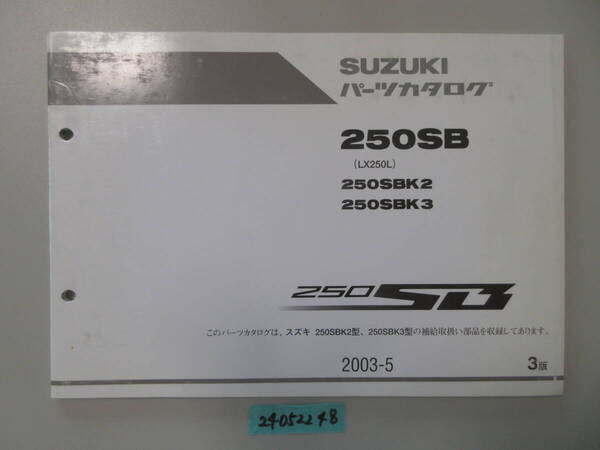 SUZUKI
パーツカタログ
250SB
(LX250L)
250SBK2
250SBK3
250 SB
このパーツカタログは、スズキ 250SBK2型、250SBK3型の補給取扱い部品を収録してあります。
2003-5
3版
24052248